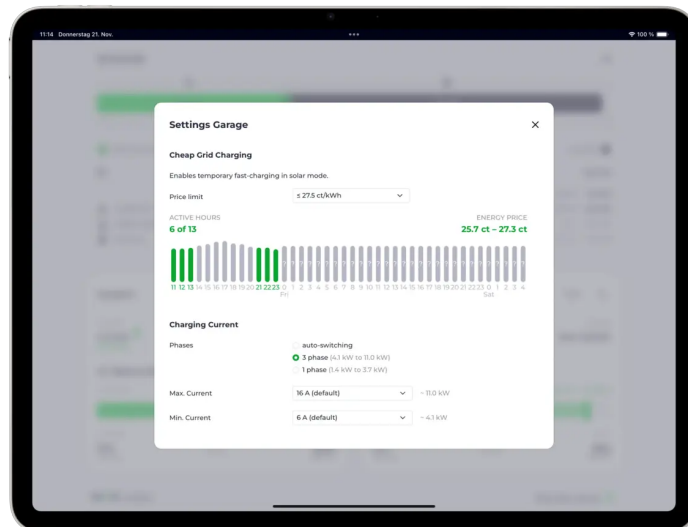 11:14 Donnerstag 21. Nov.
100 %
Settings Garage
Cheap Grid Charging
Enables temporary fast-charging in solar mode.
Price limit
≤ 27.5 ct/kWh
ACTIVE HOURS
ENERGY PRICE
6 of 13
25.7 ct – 27.3 ct
? ? ? ? ? ? ? ? ? ? ? ? ? ? ? ? ? ? ? ? ? ? ? ? ? ? ? ? ?
11 12 13 14 15 16 17 18 19 20 21 22 23 0 1 2 3 4 5 6 7 8 9 10 11 12 13 14 15 16 17 18 19 20 21 22 23 0 1 2 3 4
Fri Sat
Charging Current
Phases
auto-switching
3 phase (4.1 kW to 11.0 kW)
1 phase (1.4 kW to 3.7 kW)
Max. Current
16 A (default)
~ 11.0 kW
Min. Current
6 A (default)
~ 4.1 kW